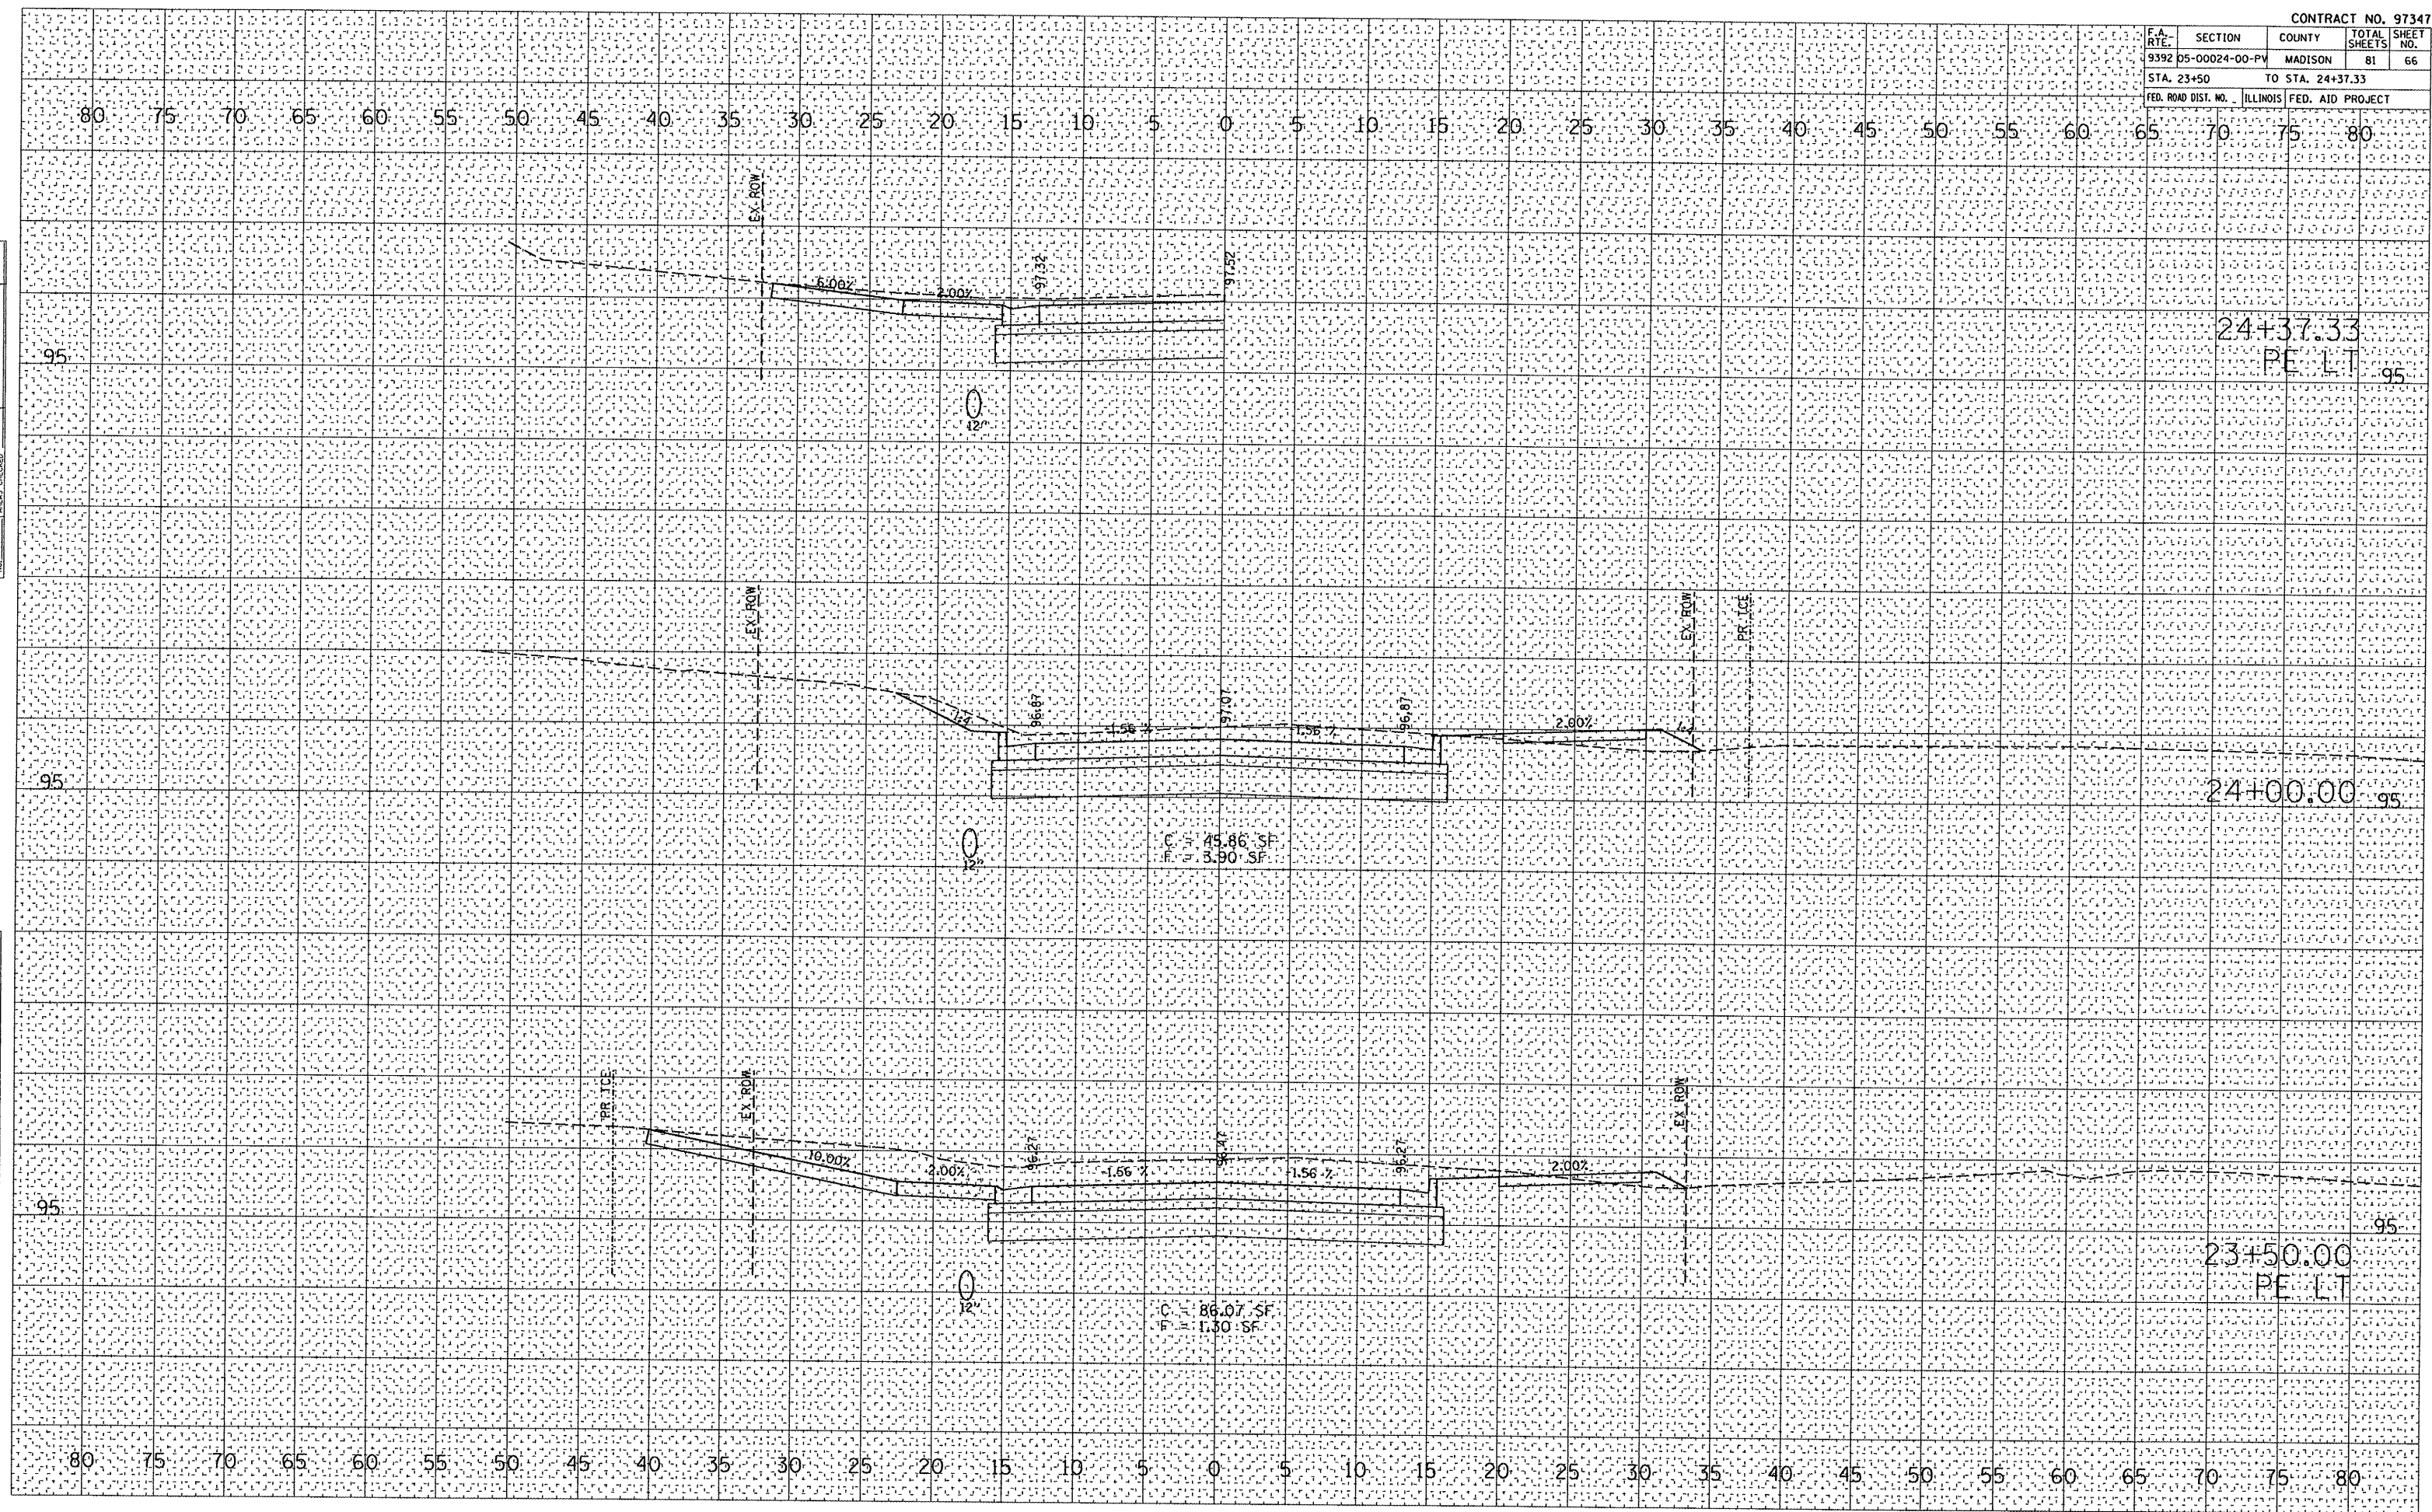 CONTRACT NO. 97347
F.A. RTE. SECTION COUNTY TOTAL SHEETS SHEET NO.
9392 05-00024-00-PV MADISON 81 66
STA. 23+50 TO STA. 24+37.33
FED. ROAD DIST. NO. ILLINOIS FED. AID PROJECT
80 75 70 65 60 55 50 45 40 35 30 25 20 15 10 5 0 5 10 15 20 25 30 35 40 45 50 55 60 65 70 75 80
EX ROW
6.00% 2.00% 97.32 97.52
24+37.33
PE LT
95 95
12"
EX ROW EX ROW PR TCE
1:4 96.87 -1.56 % 97.07 -1.56 % 96.87 2.00% 1:4
95 24+00.00 95
12"
C = 45.86 SF
F = 3.90 SF
PR TCE EX ROW EX ROW
10.00% 2.00% 96.27 -1.56 % 96.47 -1.56 % 96.27 2.00%
95 95
23+50.00
PE LT
12"
C = 86.07 SF
F = 1.30 SF
80 75 70 65 60 55 50 45 40 35 30 25 20 15 10 5 0 5 10 15 20 25 30 35 40 45 50 55 60 65 70 75 80